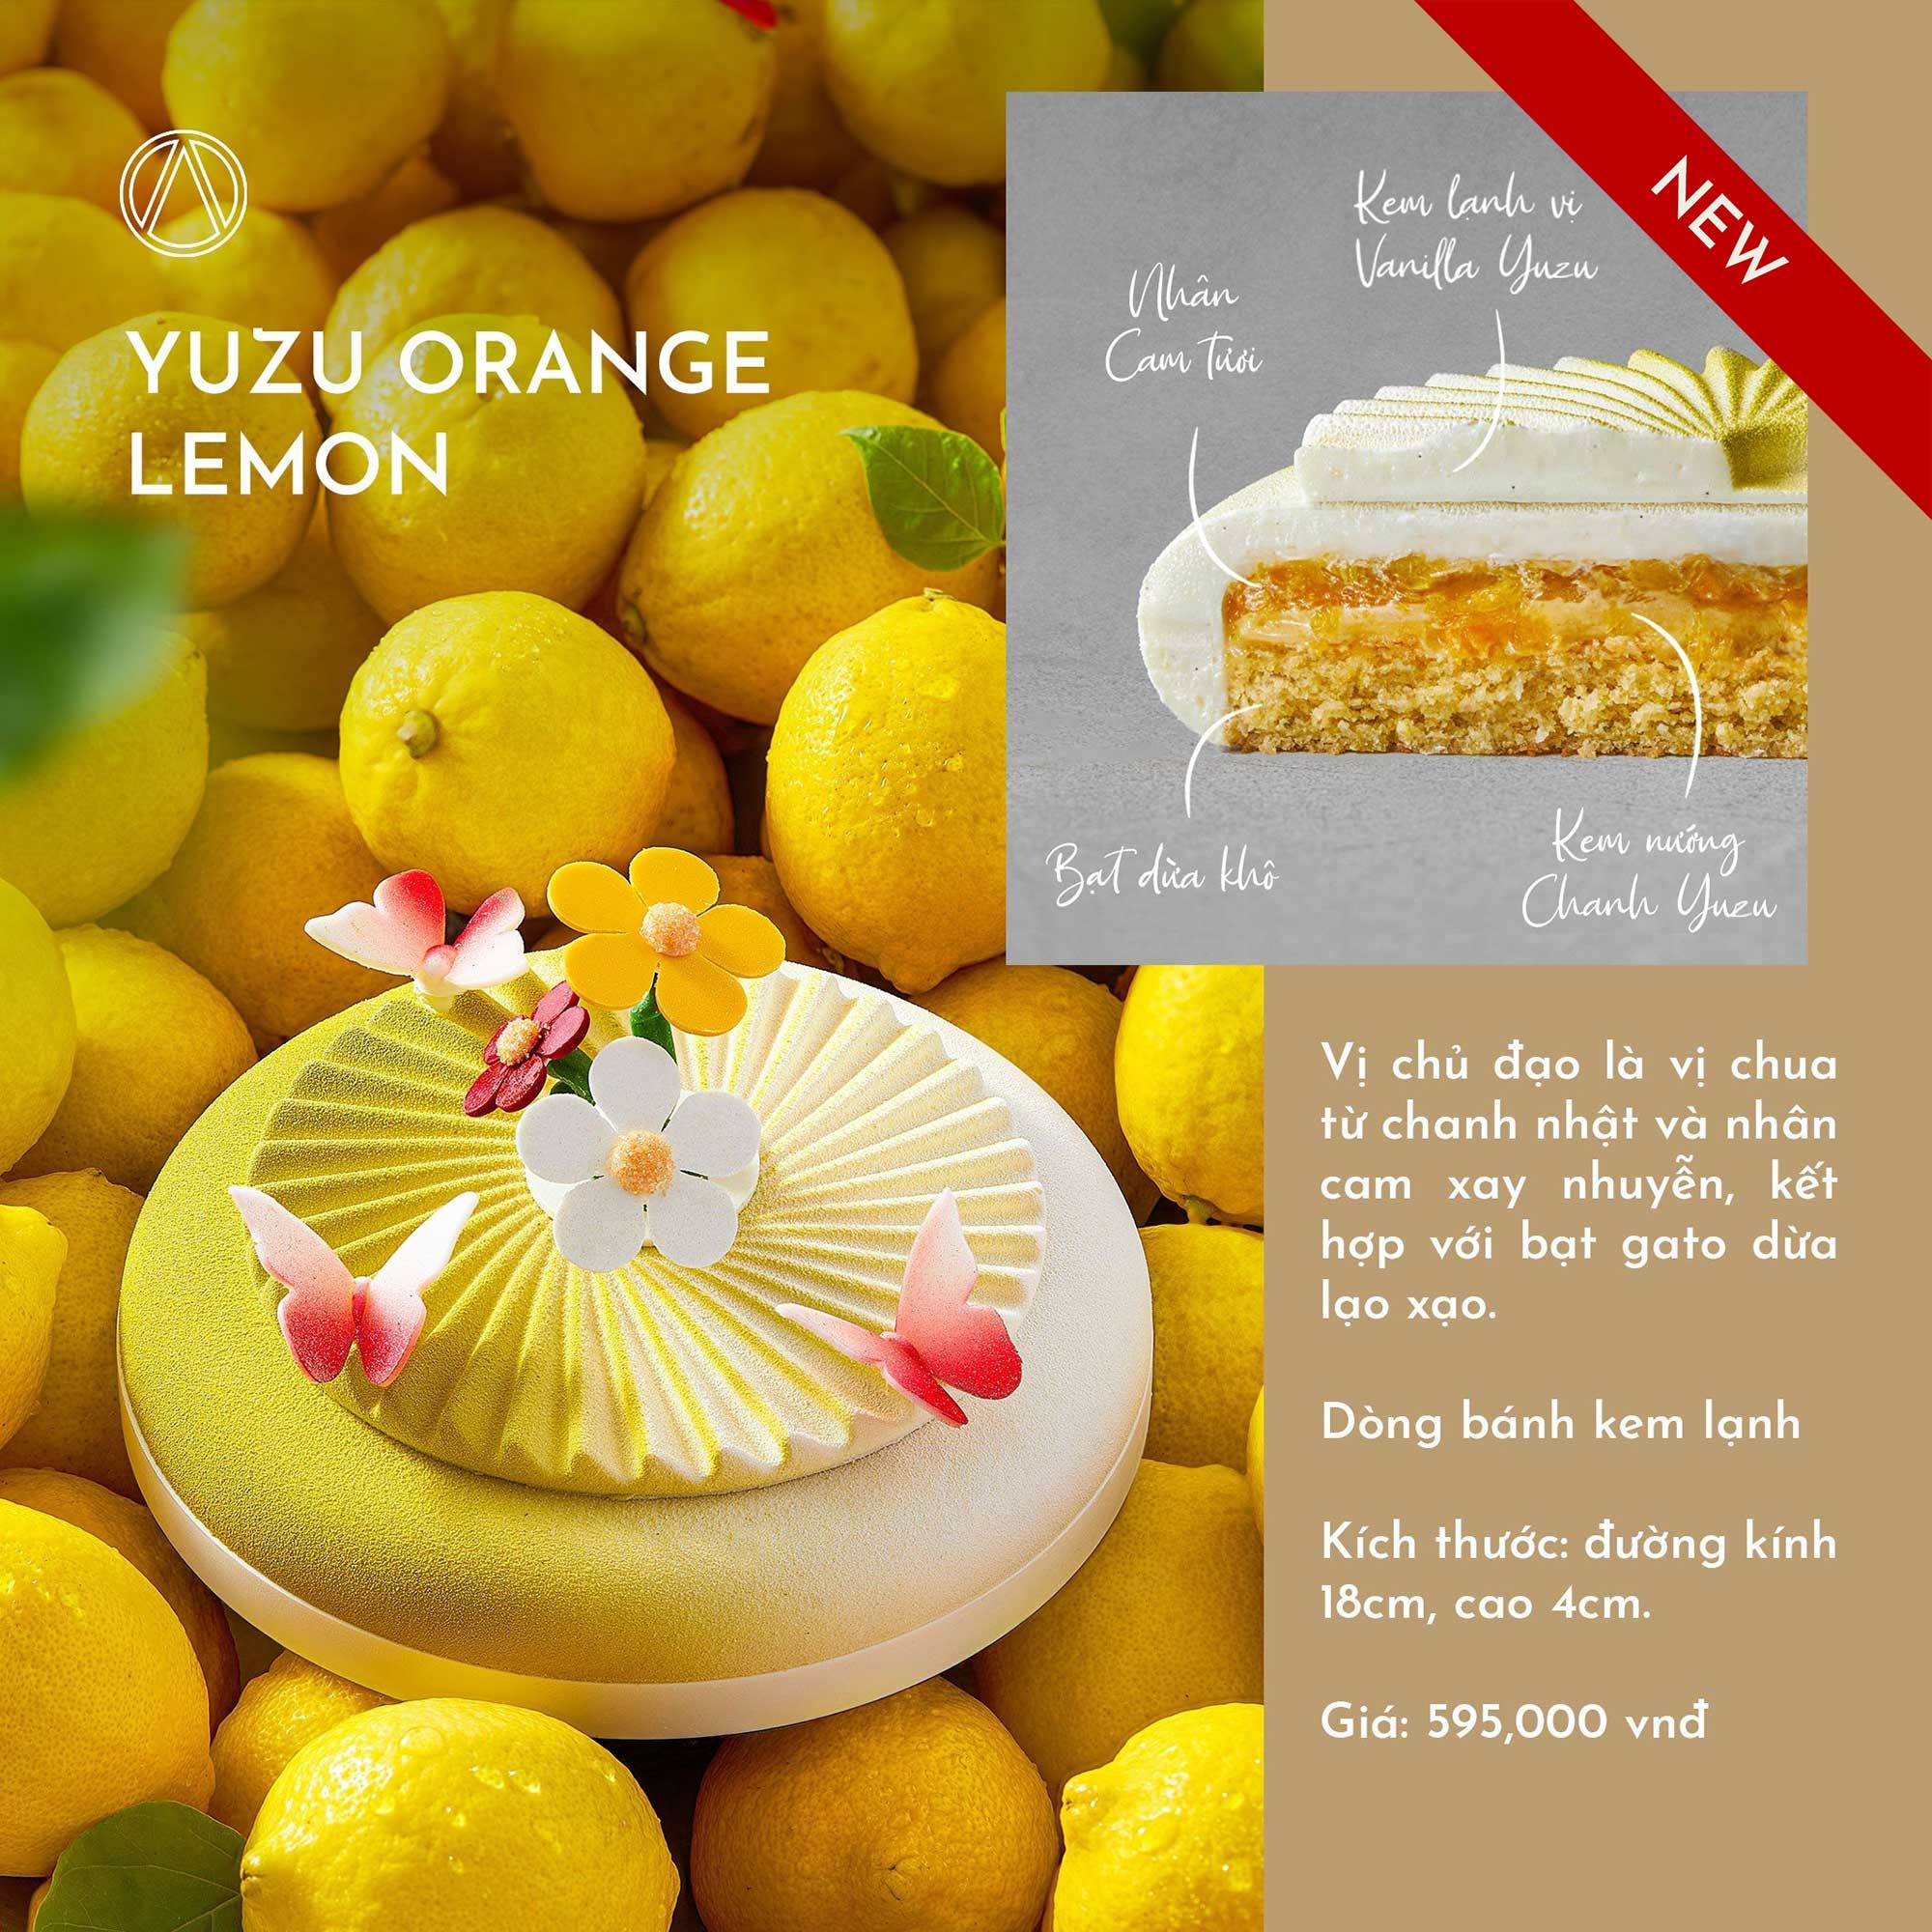 YUZU ORANGE
LEMON
NEW
Kem lạnh vị
Vanilla Yuzu
Nhân
Cam tươi
Bạt dừa khô
Kem nướng
Chanh Yuzu
Vị chủ đạo là vị chua
từ chanh nhật và nhân
cam xay nhuyễn, kết
hợp với bạt gato dừa
lạo xạo.
Dòng bánh kem lạnh
Kích thước: đường kính
18cm, cao 4cm.
Giá: 595,000 vnđ